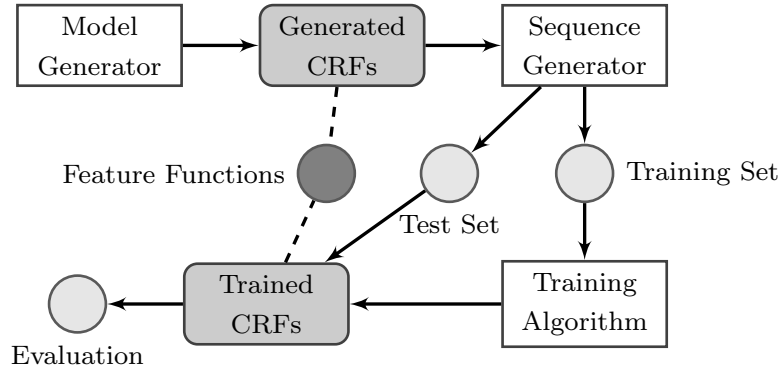 Model
Generator
Generated
CRFs
Sequence
Generator
Feature Functions
Test Set
Training Set
Trained
CRFs
Training
Algorithm
Evaluation